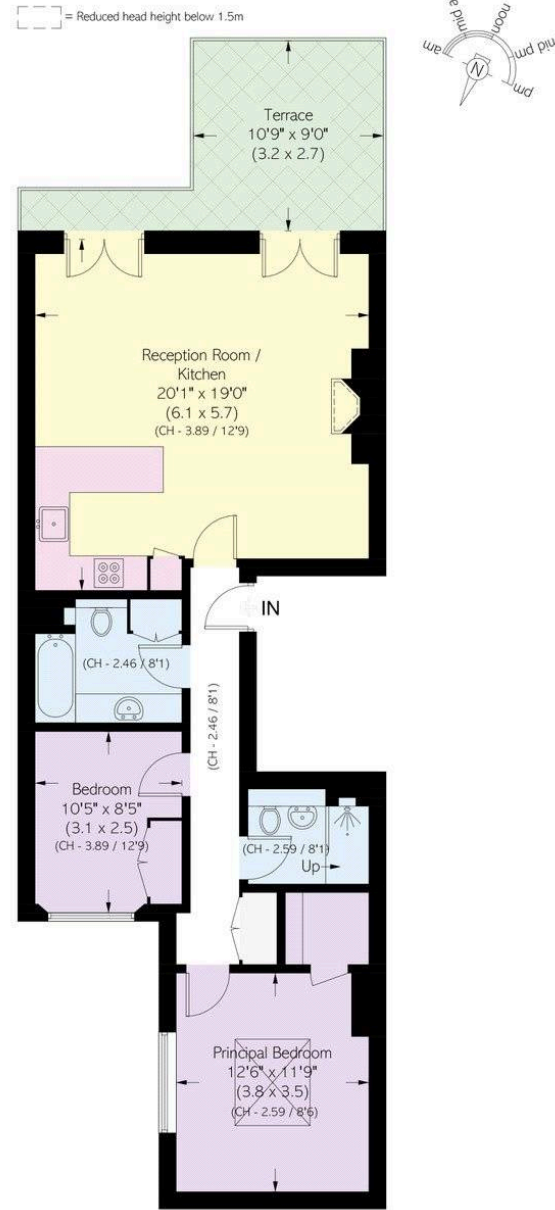 = Reduced head height below 1.5m
am
mid am
noon
mid pm
pm
N
Terrace
10'9" x 9'0"
(3.2 x 2.7)
Reception Room /
Kitchen
20'1" x 19'0"
(6.1 x 5.7)
(CH - 3.89 / 12'9)
IN
(CH - 2.46 / 8'1)
(CH - 2.46 / 8'1)
Bedroom
10'5" x 8'5"
(3.1 x 2.5)
(CH - 3.89 / 12'9)
(CH - 2.59 / 8'1)
Up
Principal Bedroom
12'6" x 11'9"
(3.8 x 3.5)
(CH - 2.59 / 8'6)